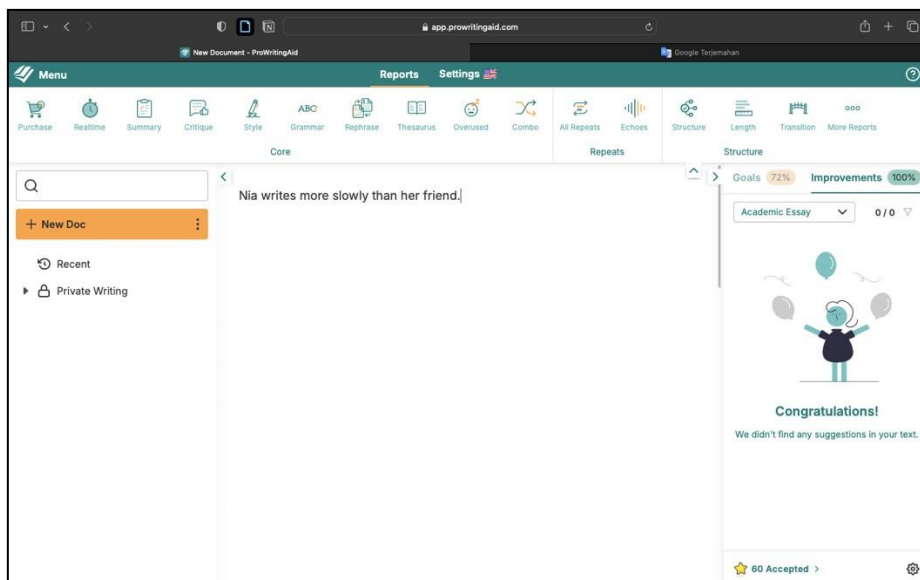 app.prowritingaid.com
New Document - ProWritingAid
Google Terjemahan
Menu
Reports
Settings
Purchase
Realtime
Summary
Critique
Style
ABC
Grammar
Rephrase
Thesaurus
Overused
Combo
All Repeats
Echoes
Structure
Length
Transition
More Reports
Core
Repeats
Structure
+ New Doc
Recent
Private Writing
Nia writes more slowly than her friend.
Goals 72% Improvements 100%
Academic Essay 0/0
Congratulations!
We didn't find any suggestions in your text.
60 Accepted >